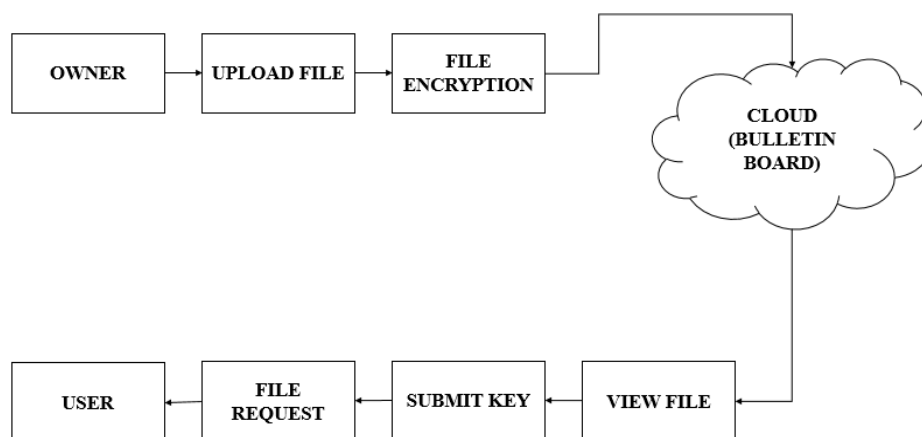 OWNER
UPLOAD FILE
FILE
ENCRYPTION
CLOUD
(BULLETIN
BOARD)
USER
FILE
REQUEST
SUBMIT KEY
VIEW FILE